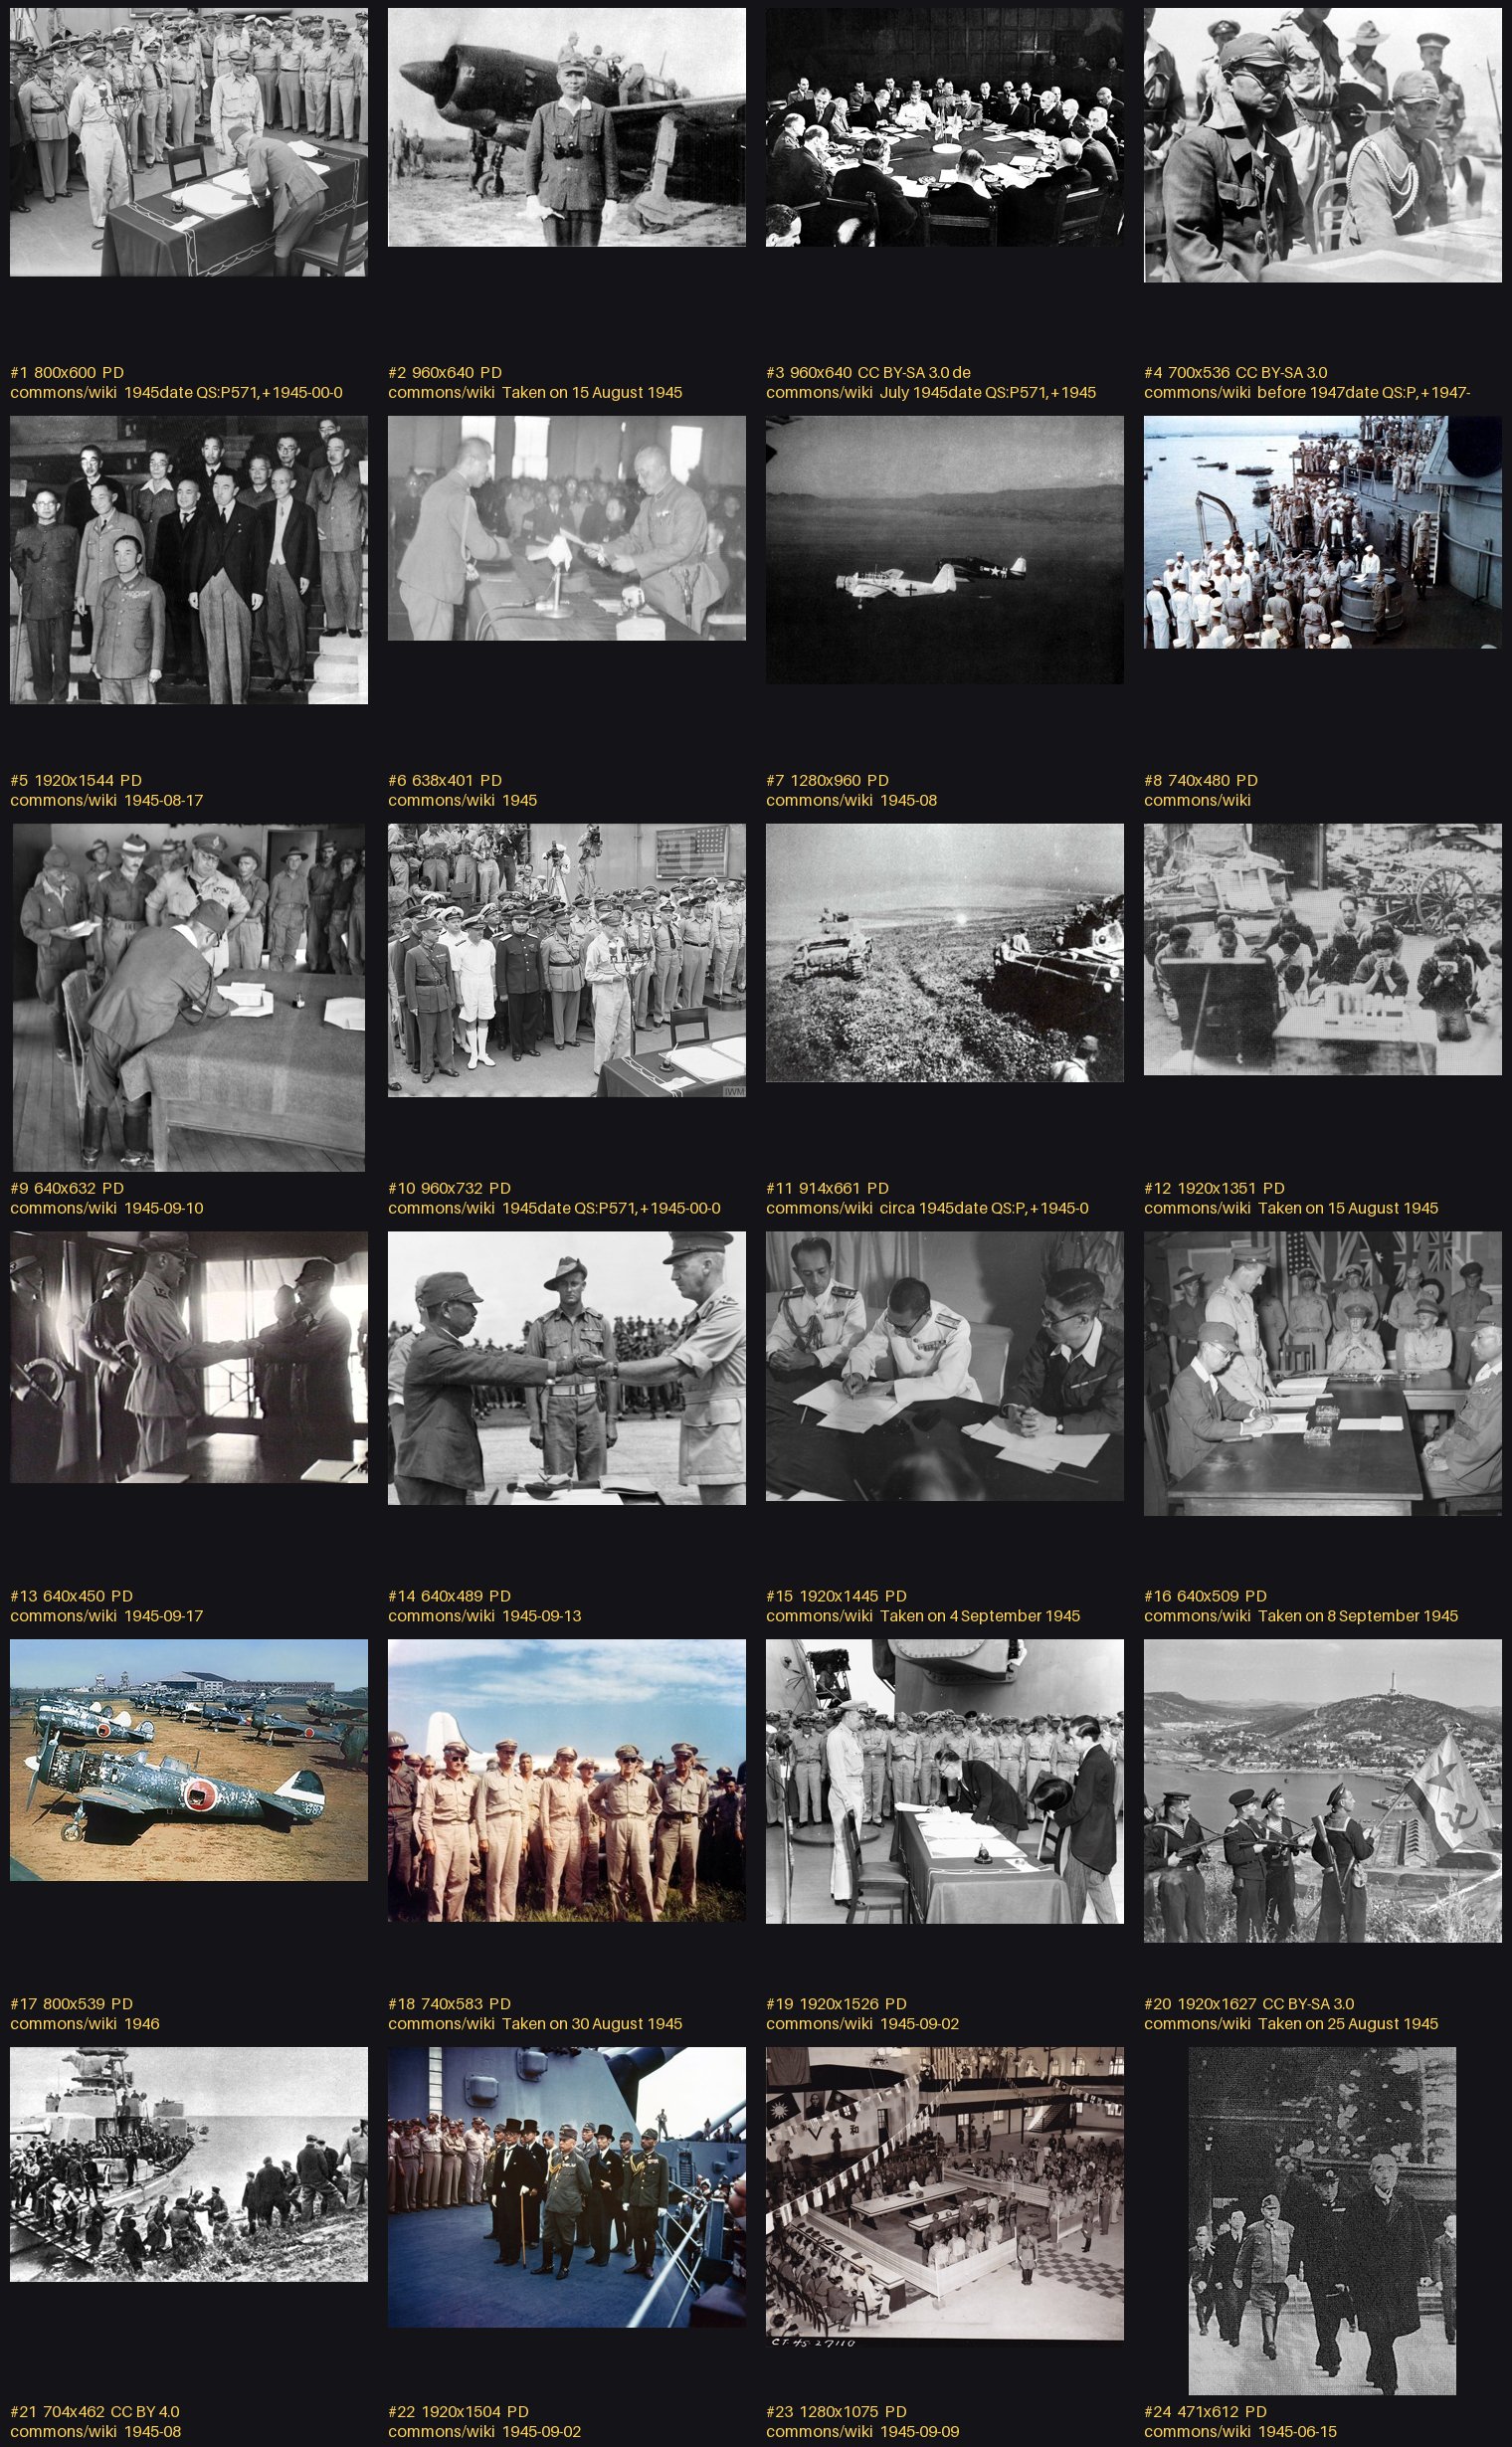 #1 800x600 PD
commons/wiki 1945date QS:P571,+1945-00-0
#2 960x640 PD
commons/wiki Taken on 15 August 1945
#3 960x640 CC BY-SA 3.0 de
commons/wiki July 1945date QS:P571,+1945
#4 700x536 CC BY-SA 3.0
commons/wiki before 1947date QS:P,+1947-
#5 1920x1544 PD
commons/wiki 1945-08-17
#6 638x401 PD
commons/wiki 1945
#7 1280x960 PD
commons/wiki 1945-08
#8 740x480 PD
commons/wiki
IWM
#9 640x632 PD
commons/wiki 1945-09-10
#10 960x732 PD
commons/wiki 1945date QS:P571,+1945-00-0
#11 914x661 PD
commons/wiki circa 1945date QS:P,+1945-0
#12 1920x1351 PD
commons/wiki Taken on 15 August 1945
#13 640x450 PD
commons/wiki 1945-09-17
#14 640x489 PD
commons/wiki 1945-09-13
#15 1920x1445 PD
commons/wiki Taken on 4 September 1945
#16 640x509 PD
commons/wiki Taken on 8 September 1945
#17 800x539 PD
commons/wiki 1946
#18 740x583 PD
commons/wiki Taken on 30 August 1945
#19 1920x1526 PD
commons/wiki 1945-09-02
#20 1920x1627 CC BY-SA 3.0
commons/wiki Taken on 25 August 1945
和
CT-45-27110
#21 704x462 CC BY 4.0
commons/wiki 1945-08
#22 1920x1504 PD
commons/wiki 1945-09-02
#23 1280x1075 PD
commons/wiki 1945-09-09
#24 471x612 PD
commons/wiki 1945-06-15